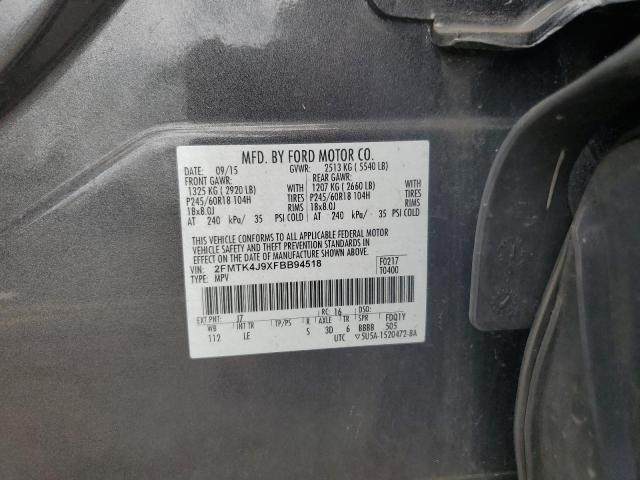 MFD. BY FORD MOTOR CO.
DATE: 09/15 GVWR: 2513 KG ( 5540 LB)
FRONT GAWR: REAR GAWR:
1325 KG ( 2920 LB) WITH 1207 KG ( 2660 LB) WITH
P245/60R18 104H TIRES P245/60R18 104H TIRES
18x8.0J RIMS 18x8.0J RIMS
AT 240 kPa/ 35 PSI COLD AT 240 kPa/ 35 PSI COLD
THIS VEHICLE CONFORMS TO ALL APPLICABLE FEDERAL MOTOR
VEHICLE SAFETY AND THEFT PREVENTION STANDARDS IN
EFFECT ON THE DATE OF MANUFACTURE SHOWN ABOVE.
VIN: 2FMTK4J9XFBB94518 F0217
TYPE: MPV T0400
EXT PNT: J7 RC: 16 DSO:
WB INT TR TP/PS R AXLE TR SPR FDQ1Y
112 LE S 3D 6 BBBB 505
UTC ▽5U5A-1520472-BA